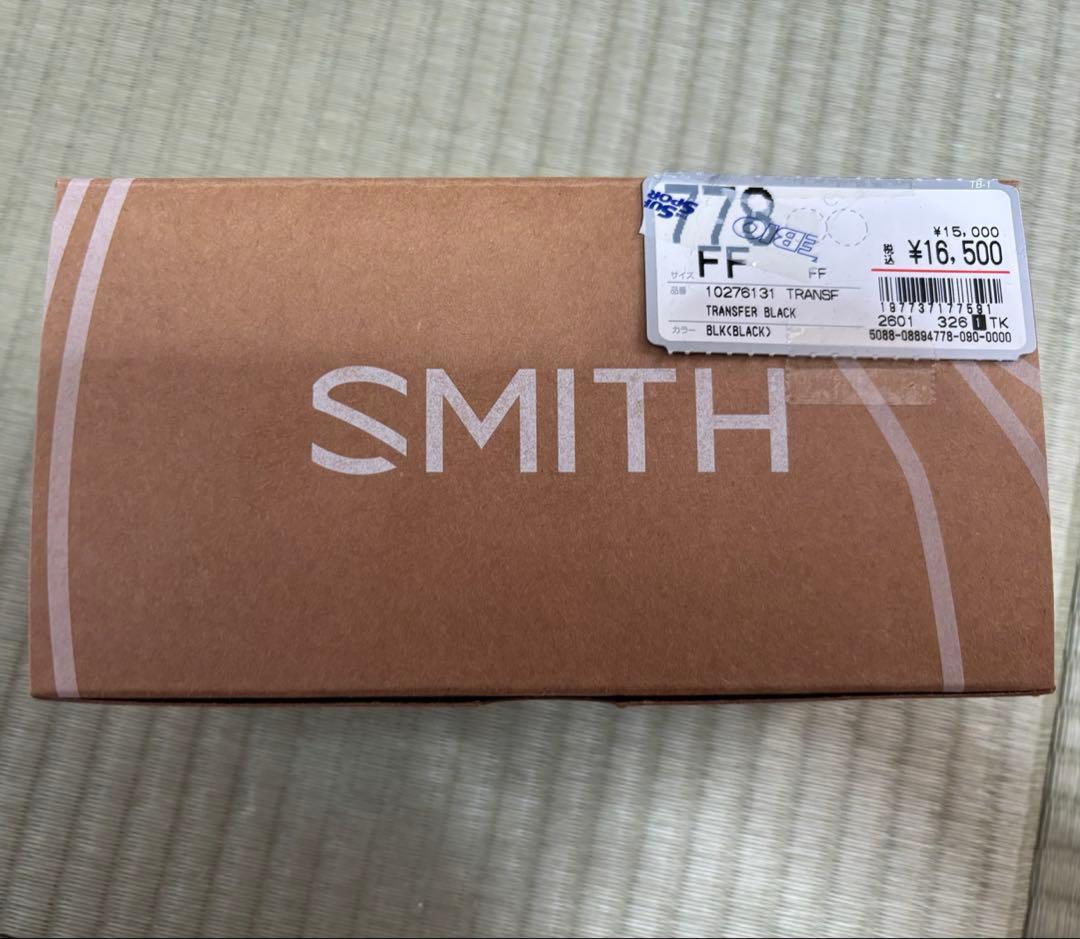 SMITH
TB-1
778
サイズ FF FF
¥15,000
税込 ¥16,500
品番 10276131 TRANSF
TRANSFER BLACK
カラー BLK(BLACK)
197737177591
2601 326 1 TK
5088-08894778-090-0000